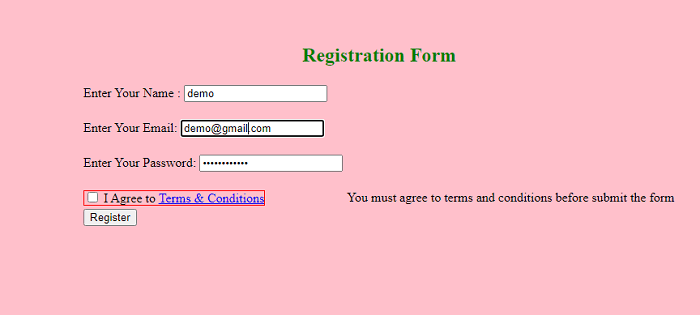 Registration Form
Enter Your Name : demo
Enter Your Email: demo@gmail.com
Enter Your Password: ••••••••••••
I Agree to Terms & Conditions You must agree to terms and conditions before submit the form
Register